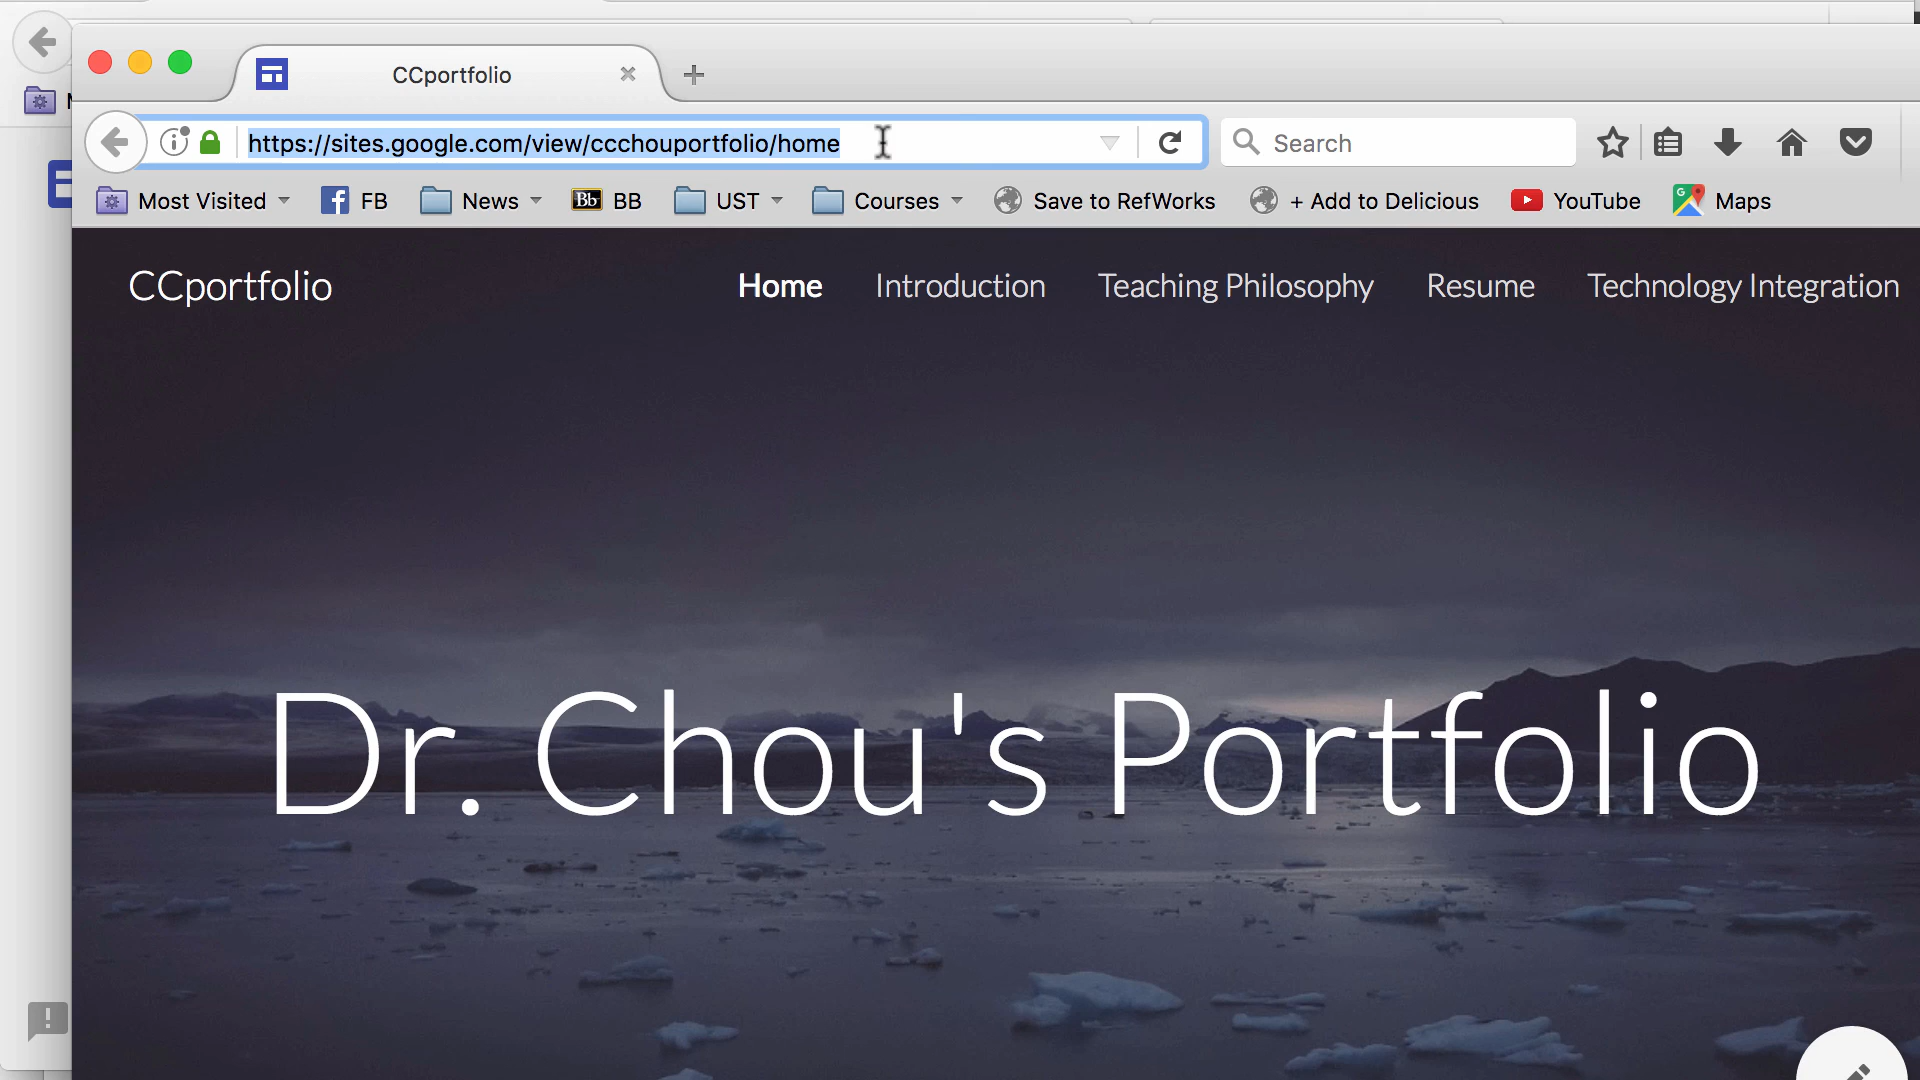 CCportfolio
https://sites.google.com/view/ccchouportfolio/home
Search
Most Visited FB News Bb BB UST Courses Save to RefWorks + Add to Delicious YouTube G Maps
CCportfolio Home Introduction Teaching Philosophy Resume Technology Integration
Dr. Chou's Portfolio